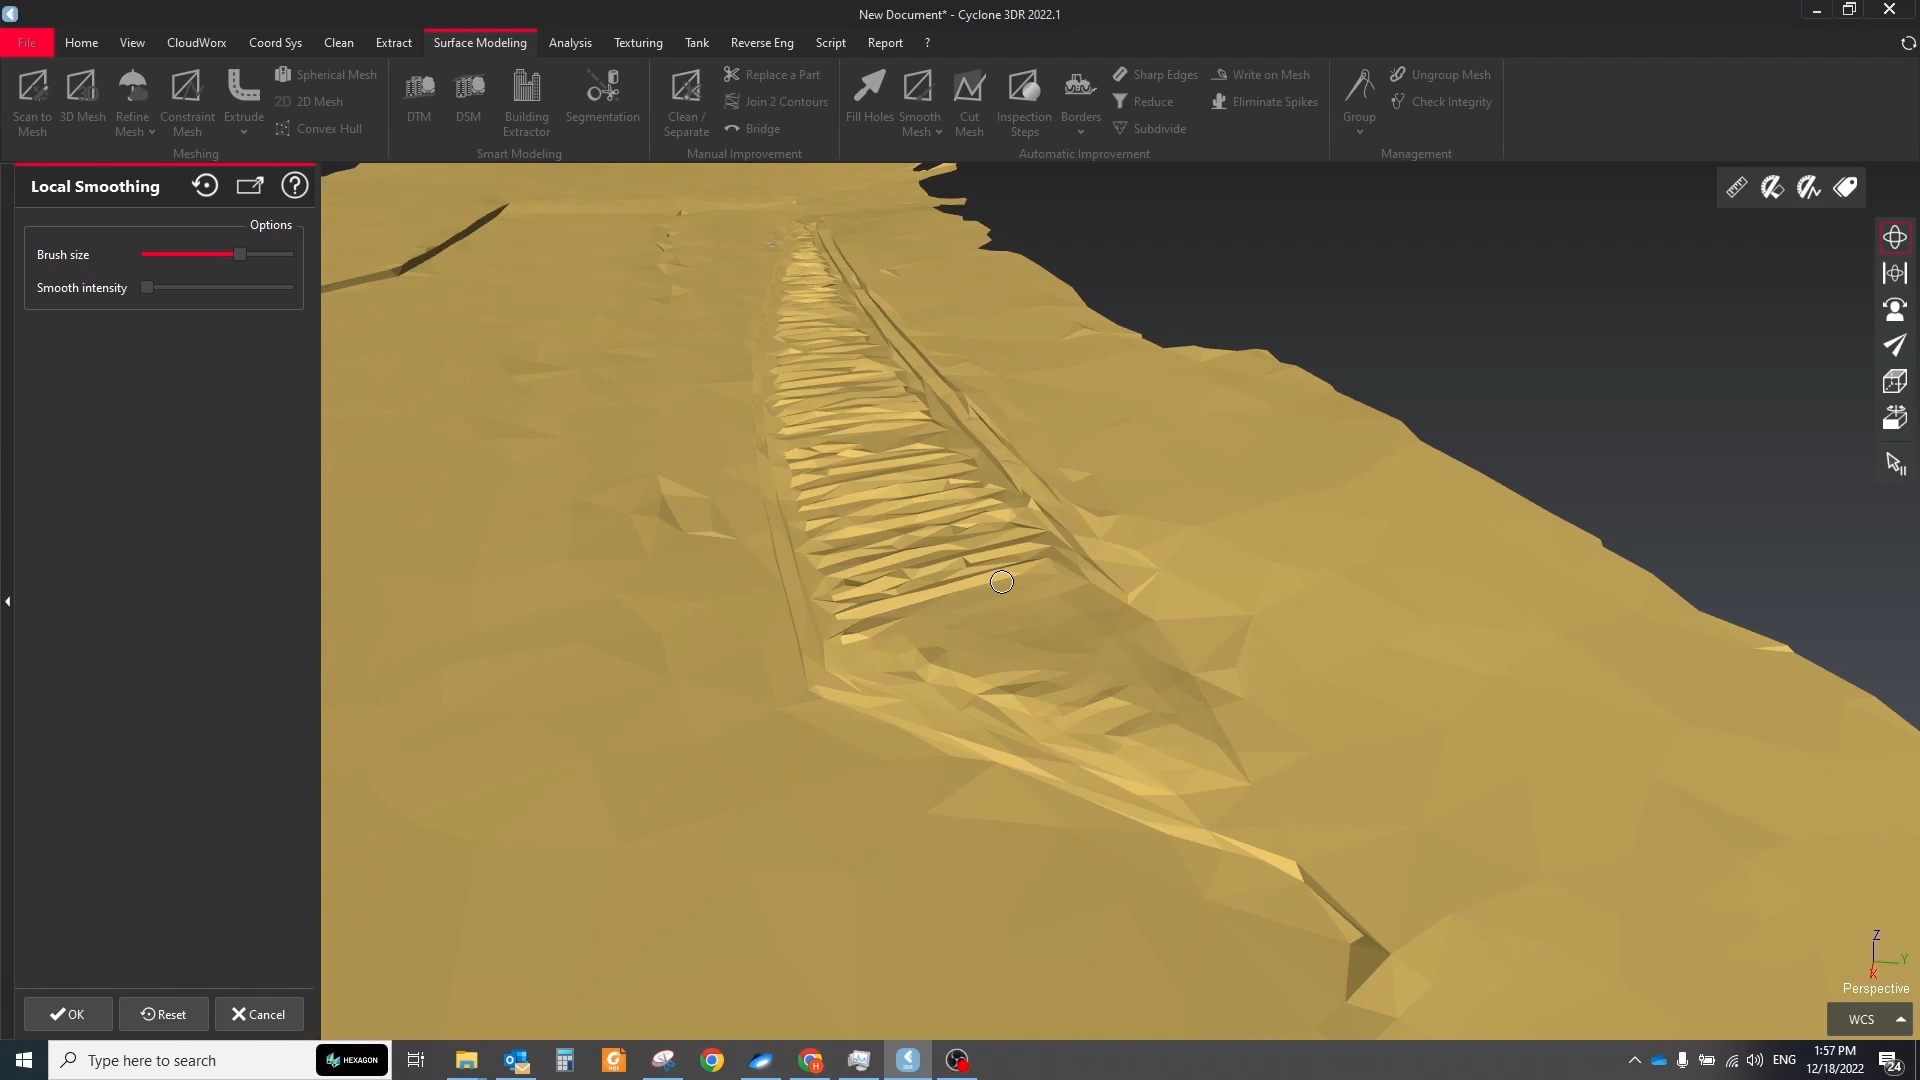 New Document* - Cyclone 3DR 2022.1
File
Home
View
CloudWorx
Coord Sys
Clean
Extract
Surface Modeling
Analysis
Texturing
Tank
Reverse Eng
Script
Report
?
Scan to Mesh
3D Mesh
Refine Mesh
Constraint Mesh
Extrude
Spherical Mesh
2D 2D Mesh
Convex Hull
Meshing
DTM
DSM
Building Extractor
Segmentation
Smart Modeling
Clean / Separate
Replace a Part
Join 2 Contours
Bridge
Manual Improvement
Fill Holes
Smooth Mesh
Cut Mesh
Inspection Steps
Borders
Sharp Edges
Reduce
Subdivide
Write on Mesh
Eliminate Spikes
Automatic Improvement
Group
Ungroup Mesh
Check Integrity
Management
Local Smoothing
Options
Brush size
Smooth intensity
OK
Reset
Cancel
Z
Y
X
Perspective
WCS
Type here to search
HEXAGON
ENG
1:57 PM
12/18/2022
24